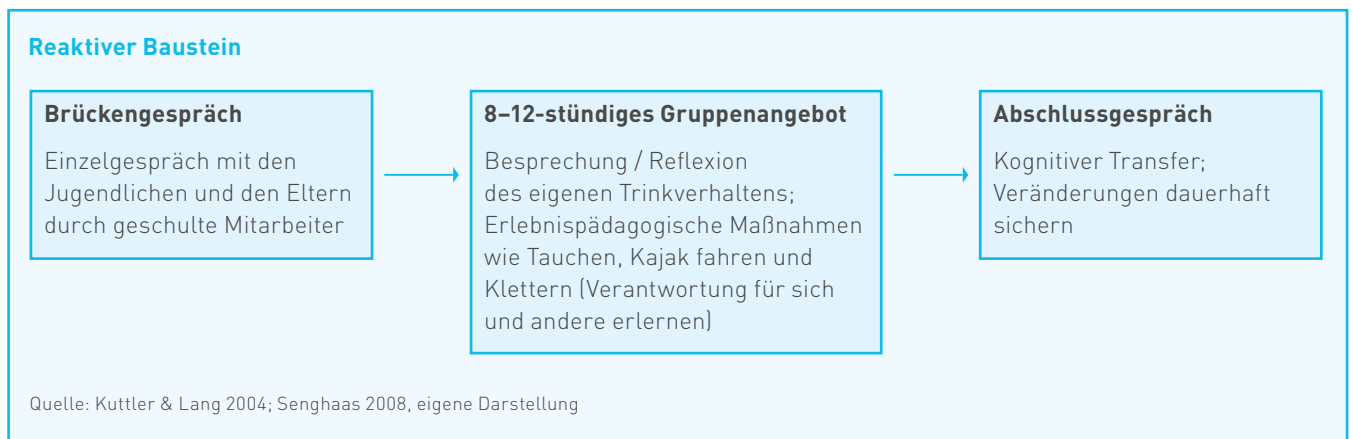 Reaktiver Baustein
Brückengespräch
Einzelgespräch mit den
Jugendlichen und den Eltern
durch geschulte Mitarbeiter
8–12-stündiges Gruppenangebot
Besprechung / Reflexion
des eigenen Trinkverhaltens;
Erlebnispädagogische Maßnahmen
wie Tauchen, Kajak fahren und
Klettern (Verantwortung für sich
und andere erlernen)
Abschlussgespräch
Kognitiver Transfer;
Veränderungen dauerhaft
sichern
Quelle: Kuttler & Lang 2004; Senghaas 2008, eigene Darstellung